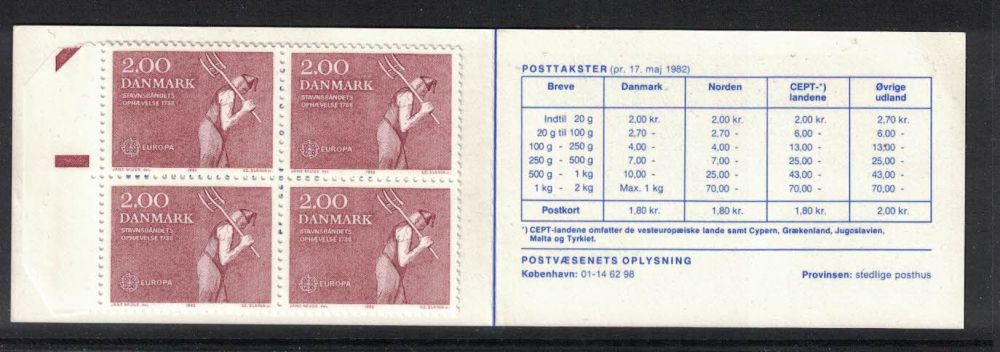 2.00
DANMARK
STAVNSBÅNDETS
OPHÆVELSE 1788
EUROPA
1982
2.00
DANMARK
STAVNSBÅNDETS
OPHÆVELSE 1788
EUROPA
1982
2.00
DANMARK
STAVNSBÅNDETS
OPHÆVELSE 1788
EUROPA
1982
2.00
DANMARK
STAVNSBÅNDETS
OPHÆVELSE 1788
EUROPA
1982
POSTTAKSTER (pr. 17. maj 1982)
Breve Danmark Norden CEPT-*) landene Øvrige udland
Indtil 20 g 2,00 kr. 2,00 kr. 2,00 kr. 2,70 kr.
20 g til 100 g 2,70 - 2,70 - 6,00 - 6,00 -
100 g - 250 g 4,00 - 4,00 - 13,00 - 13,00 -
250 g - 500 g 7,00 - 7,00 - 25,00 - 25,00 -
500 g - 1 kg 10,00 - 25,00 - 43,00 - 43,00 -
1 kg - 2 kg Max. 1 kg 70,00 - 70,00 - 70,00 -
Postkort 1,80 kr. 1,80 kr. 1,80 kr. 2,00 kr.
*) CEPT-landene omfatter de vesteuropæiske lande samt Cypern, Grækenland, Jugoslavien,
Malta og Tyrkiet.
POSTVÆSENETS OPLYSNING
København: 01-14 62 98 Provinsen: stedlige posthus